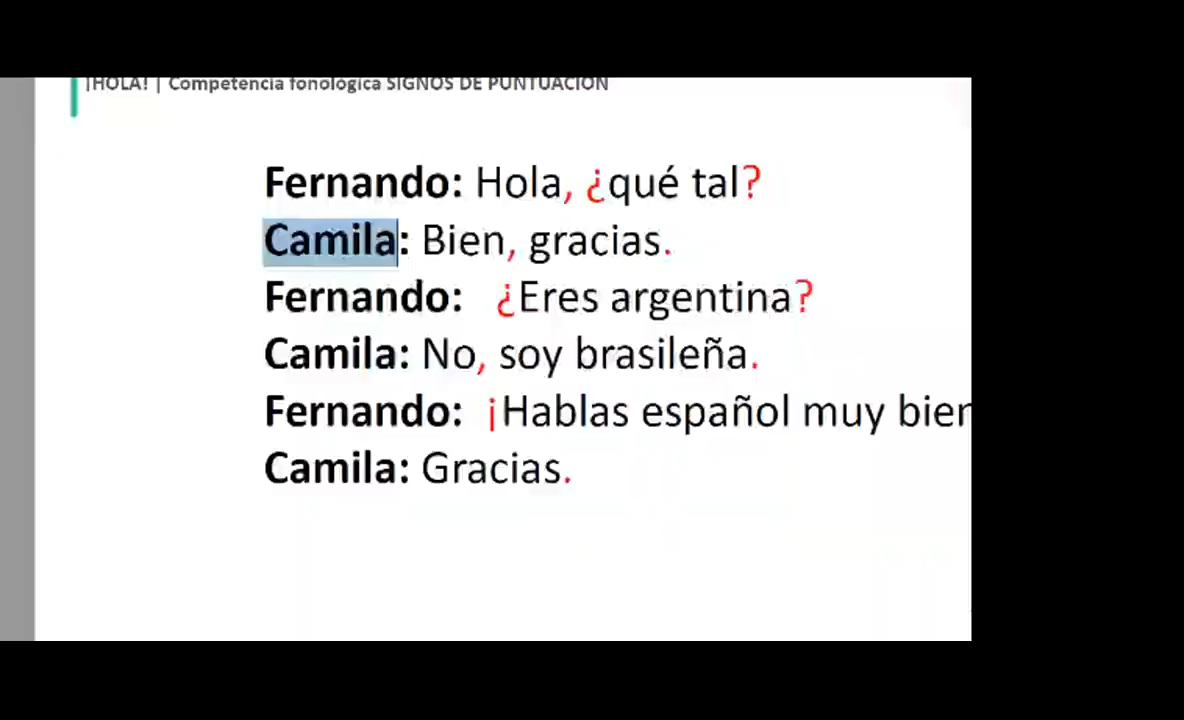 ¡HOLA! | Competencia fonológica SIGNOS DE PUNTUACIÓN
Fernando: Hola, ¿qué tal?
Camila: Bien, gracias.
Fernando: ¿Eres argentina?
Camila: No, soy brasileña.
Fernando: ¡Hablas español muy bien
Camila: Gracias.